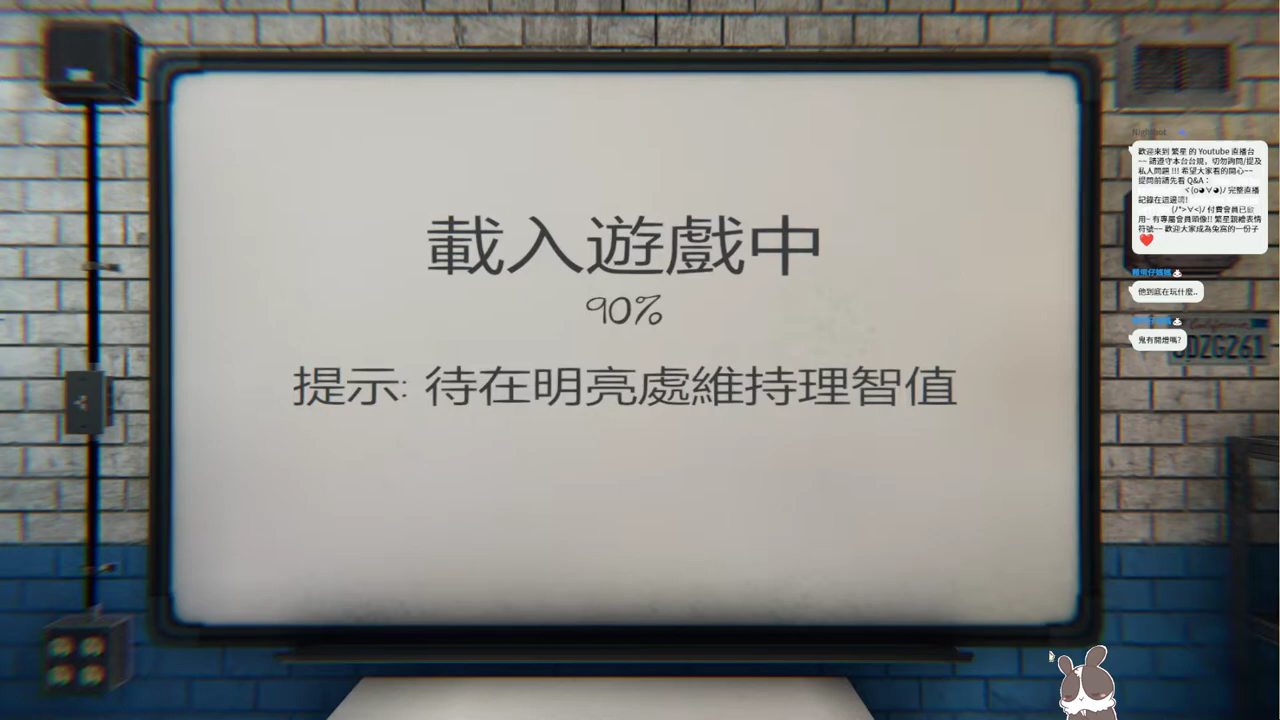 載入遊戲中
90%
提示: 待在明亮處維持理智值
Nightbot
歡迎來到 繁星 的 Youtube 直播台
~~ 請遵守本台台規，切勿詢問/提及
私人問題 !!! 希望大家看的開心~~
提問前請先看 Q&A：
ヾ(o◕∀◕)ﾉ 完整直播
記錄在這邊唷!
(/^>∀<)ﾉ 付費會員已啟
用~ 有專屬會員頭像!! 繁星親繪表情
符號~~ 歡迎大家成為兔窩的一份子
他到底在玩什麼..
鬼有開燈嗎?
California